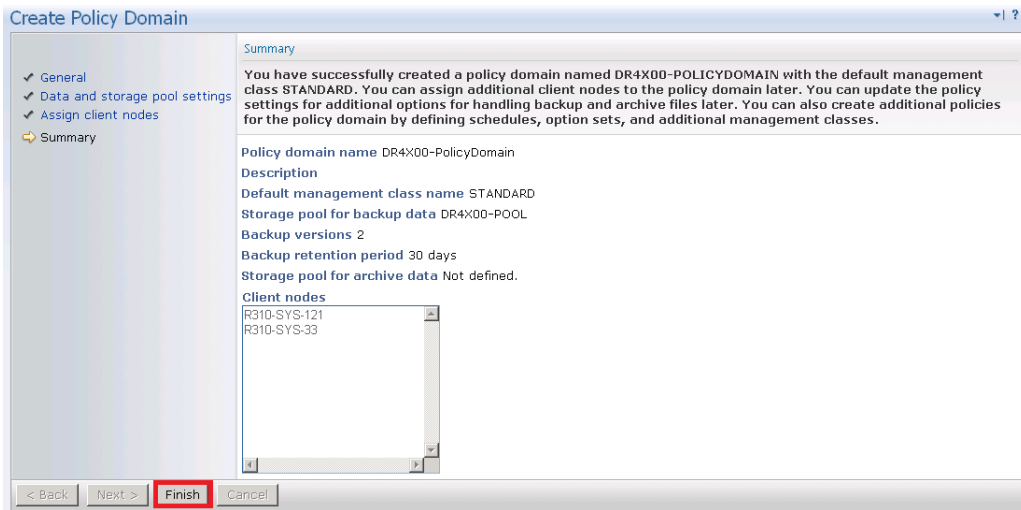 Create Policy Domain
?
General
Data and storage pool settings
Assign client nodes
Summary
Summary
You have successfully created a policy domain named DR4X00-POLICYDOMAIN with the default management
class STANDARD. You can assign additional client nodes to the policy domain later. You can update the policy
settings for additional options for handling backup and archive files later. You can also create additional policies
for the policy domain by defining schedules, option sets, and additional management classes.
Policy domain name DR4X00-PolicyDomain
Description
Default management class name STANDARD
Storage pool for backup data DR4X00-POOL
Backup versions 2
Backup retention period 30 days
Storage pool for archive data Not defined.
Client nodes
R310-SYS-121
R310-SYS-33
< Back Next > Finish Cancel